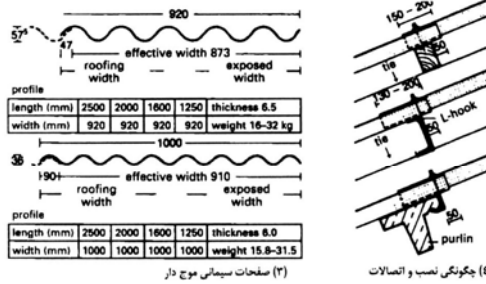 920
57⁵
47
effective width 873
roofing width
exposed width
profile
length (mm) 2500 2000 1600 1250 thickness 6.5
width (mm) 920 920 920 920 weight 16–32 kg
1000
36
90
effective width 910
roofing width
exposed width
profile
length (mm) 2500 2000 1600 1250 thickness 6.0
width (mm) 1000 1000 1000 1000 weight 15.8–31.5
(٣) صفحات سیمانی موج دار
150 – 200
50
tie
130 – 200
L-hook
50
tie
50
purlin
٤) چگونگی نصب و اتصالات